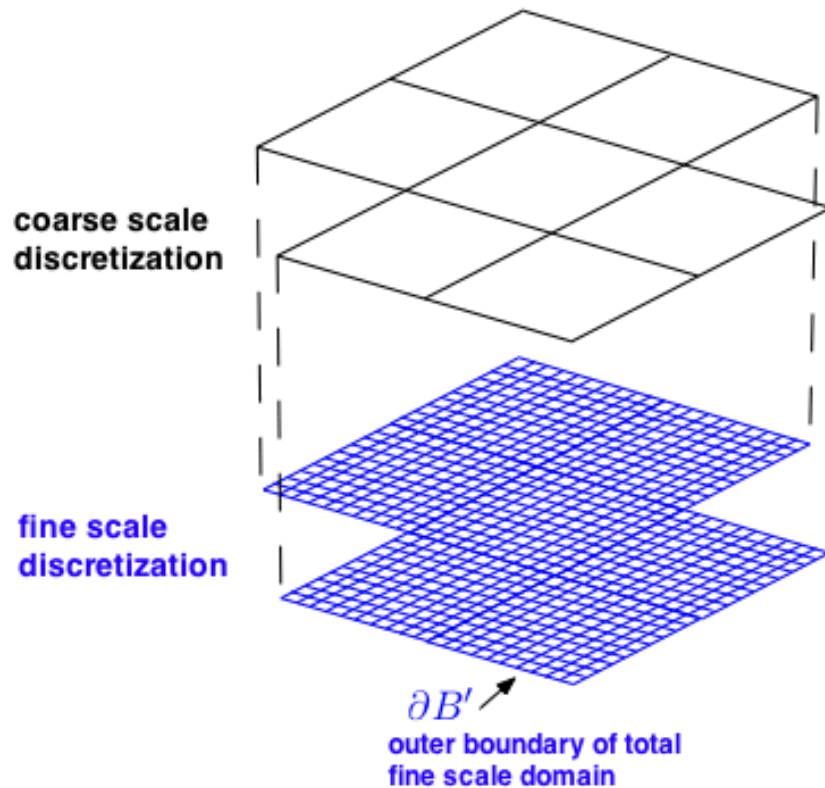 coarse scale
discretization
fine scale
discretization
∂B′
outer boundary of total
fine scale domain